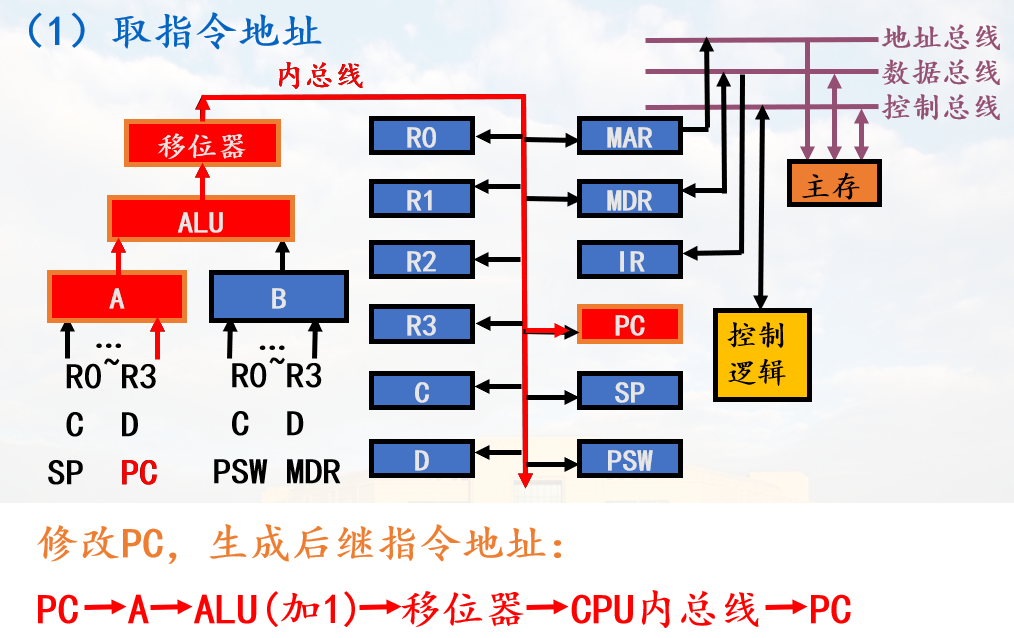 （1）取指令地址
内总线
地址总线
数据总线
控制总线
移位器
ALU
A
B
R0
R1
R2
R3
C
D
MAR
MDR
IR
PC
SP
PSW
主存
控制
逻辑
... ...
R0~R3 R0~R3
C D C D
SP PC PSW MDR
修改PC，生成后继指令地址：
PC→A→ALU(加1)→移位器→CPU内总线→PC